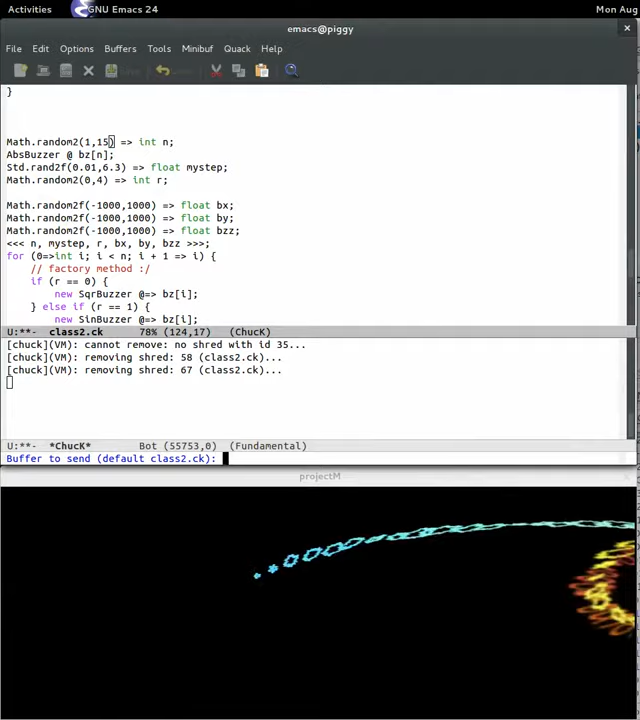 Activities GNU Emacs 24 Mon Aug
emacs@piggy
File Edit Options Buffers Tools Minibuf Quack Help
}
Math.random2(1,15) => int n;
AbsBuzzer @ bz[n];
Std.rand2f(0.01,6.3) => float mystep;
Math.random2(0,4) => int r;
Math.random2f(-1000,1000) => float bx;
Math.random2f(-1000,1000) => float by;
Math.random2f(-1000,1000) => float bzz;
<<< n, mystep, r, bx, by, bzz >>>;
for (0=>int i; i < n; i + 1 => i) {
// factory method :/
if (r == 0) {
new SqrBuzzer @=> bz[i];
} else if (r == 1) {
new SinBuzzer @=> bz[i];
U:**- class2.ck 78% (124,17) (ChucK)
[chuck](VM): cannot remove: no shred with id 35...
[chuck](VM): removing shred: 58 (class2.ck)...
[chuck](VM): removing shred: 67 (class2.ck)...
U:**- *ChucK* Bot (55753,0) (Fundamental)
Buffer to send (default class2.ck):
projectM